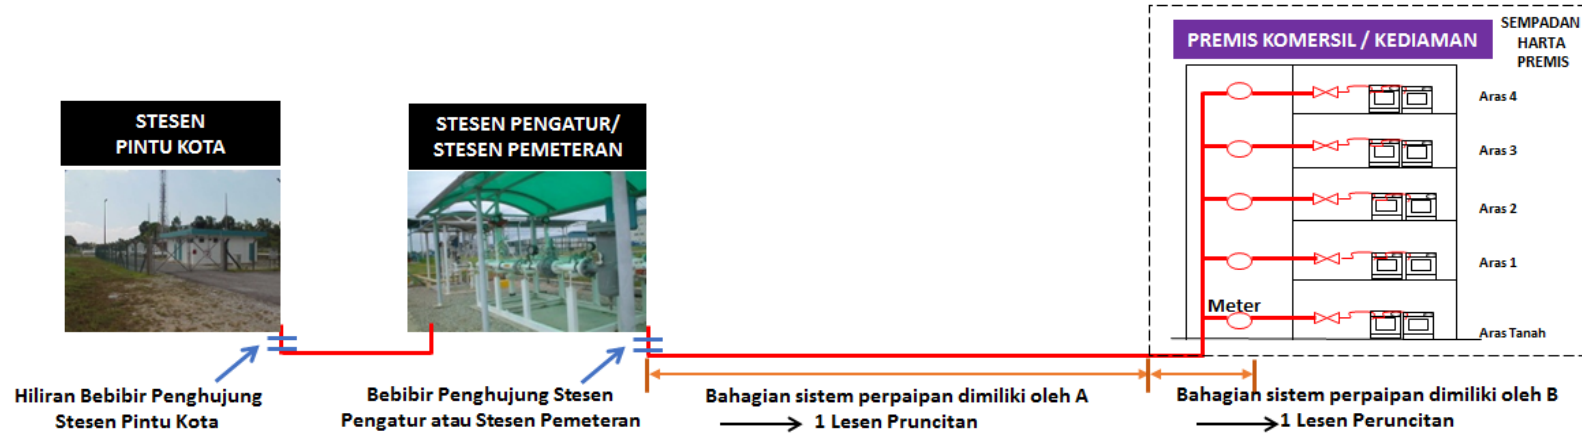 STESEN
PINTU KOTA
STESEN PENGATUR/
STESEN PEMETERAN
PREMIS KOMERSIL / KEDIAMAN
SEMPADAN
HARTA
PREMIS
Aras 4
Aras 3
Aras 2
Aras 1
Meter
Aras Tanah
Hiliran Bebibir Penghujung
Stesen Pintu Kota
Bebibir Penghujung Stesen
Pengatur atau Stesen Pemeteran
Bahagian sistem perpaipan dimiliki oleh A
1 Lesen Pruncitan
Bahagian sistem perpaipan dimiliki oleh B
1 Lesen Peruncitan